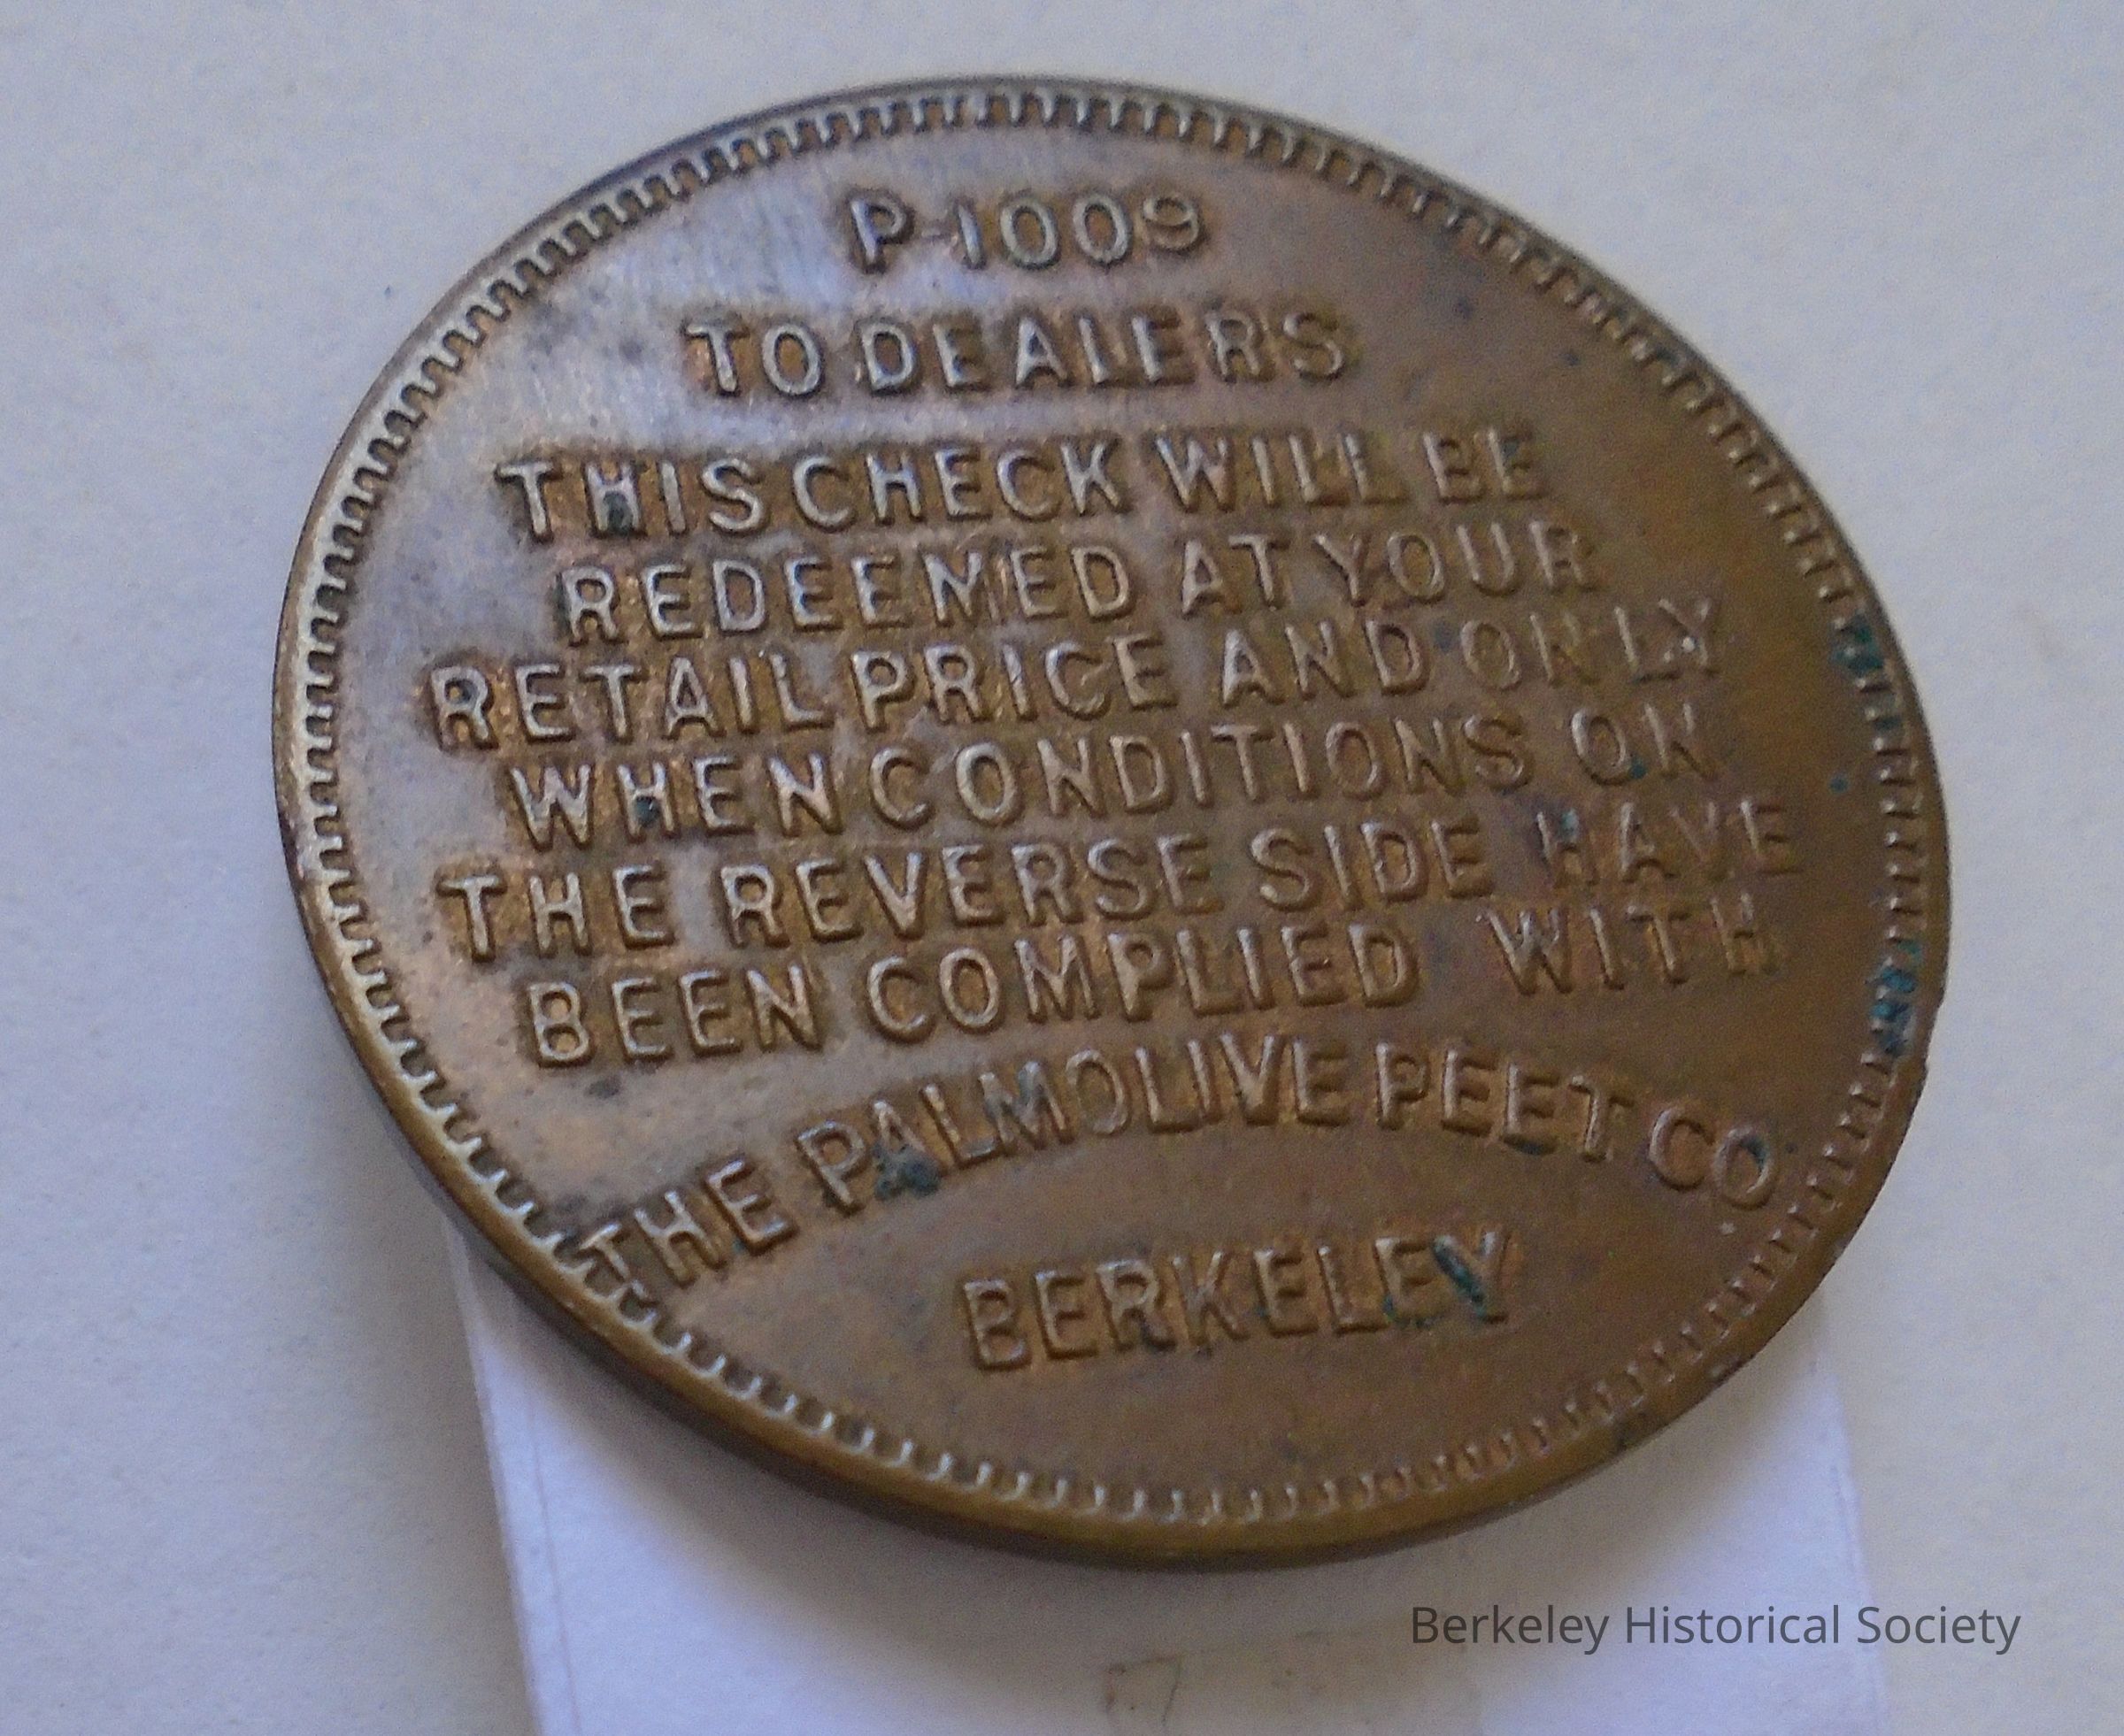 P-1009
TO DEALERS
THIS CHECK WILL BE
REDEEMED AT YOUR
RETAIL PRICE AND ONLY
WHEN CONDITIONS ON
THE REVERSE SIDE HAVE
BEEN COMPLIED WITH
THE PALMOLIVE PEET CO.
BERKELEY
Berkeley Historical Society